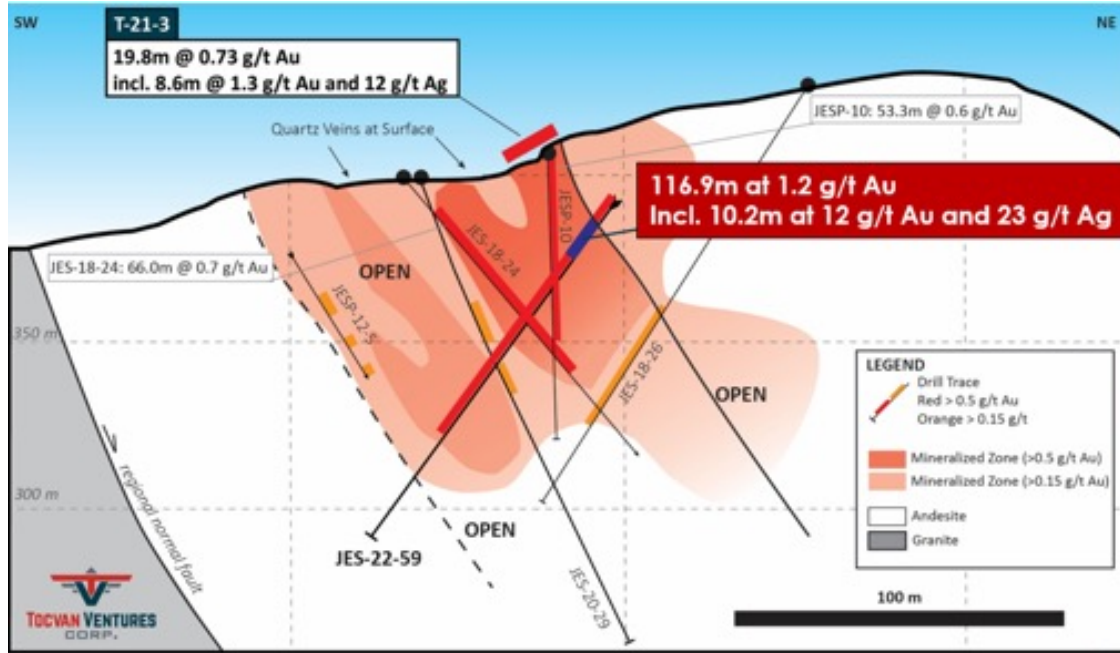 SW
NE
T-21-3
19.8m @ 0.73 g/t Au
incl. 8.6m @ 1.3 g/t Au and 12 g/t Ag
Quartz Veins at Surface
JESP-10: 53.3m @ 0.6 g/t Au
116.9m at 1.2 g/t Au
Incl. 10.2m at 12 g/t Au and 23 g/t Ag
JES-18-24: 66.0m @ 0.7 g/t Au
OPEN
JES-18-24
JESP-10
JESP-12-5
350 m
JES-18-26
OPEN
300 m
OPEN
JES-22-59
JES-20-29
regional normal fault
LEGEND
Drill Trace
Red > 0.5 g/t Au
Orange > 0.15 g/t
Mineralized Zone (>0.5 g/t Au)
Mineralized Zone (>0.15 g/t Au)
Andesite
Granite
100 m
TOCVAN VENTURES
CORP.